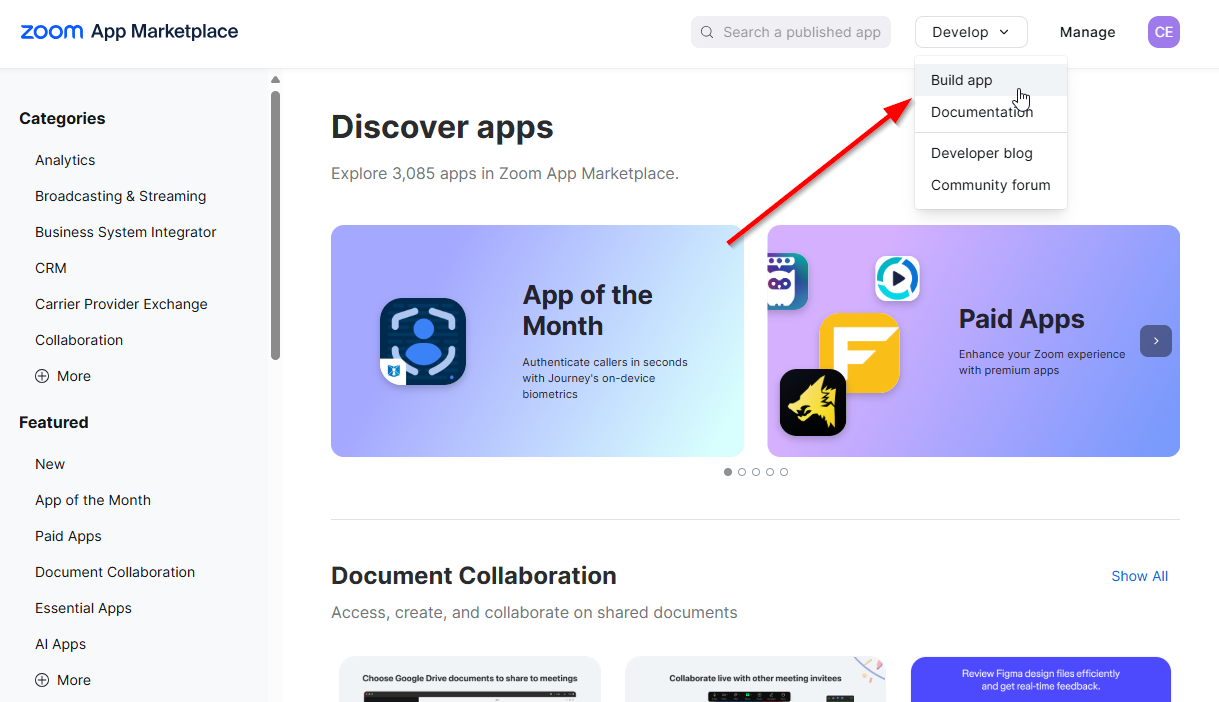 zoom App Marketplace
Search a published app
Develop
Manage
CE
Build app
Documentation
Developer blog
Community forum
Categories
Analytics
Broadcasting & Streaming
Business System Integrator
CRM
Carrier Provider Exchange
Collaboration
More
Featured
New
App of the Month
Paid Apps
Document Collaboration
Essential Apps
AI Apps
More
Discover apps
Explore 3,085 apps in Zoom App Marketplace.
App of the
Month
Authenticate callers in seconds
with Journey's on-device
biometrics
Paid Apps
Enhance your Zoom experience
with premium apps
Document Collaboration
Show All
Access, create, and collaborate on shared documents
Choose Google Drive documents to share to meetings
Collaborate live with other meeting invitees
Review Figma design files efficiently
and get real-time feedback.